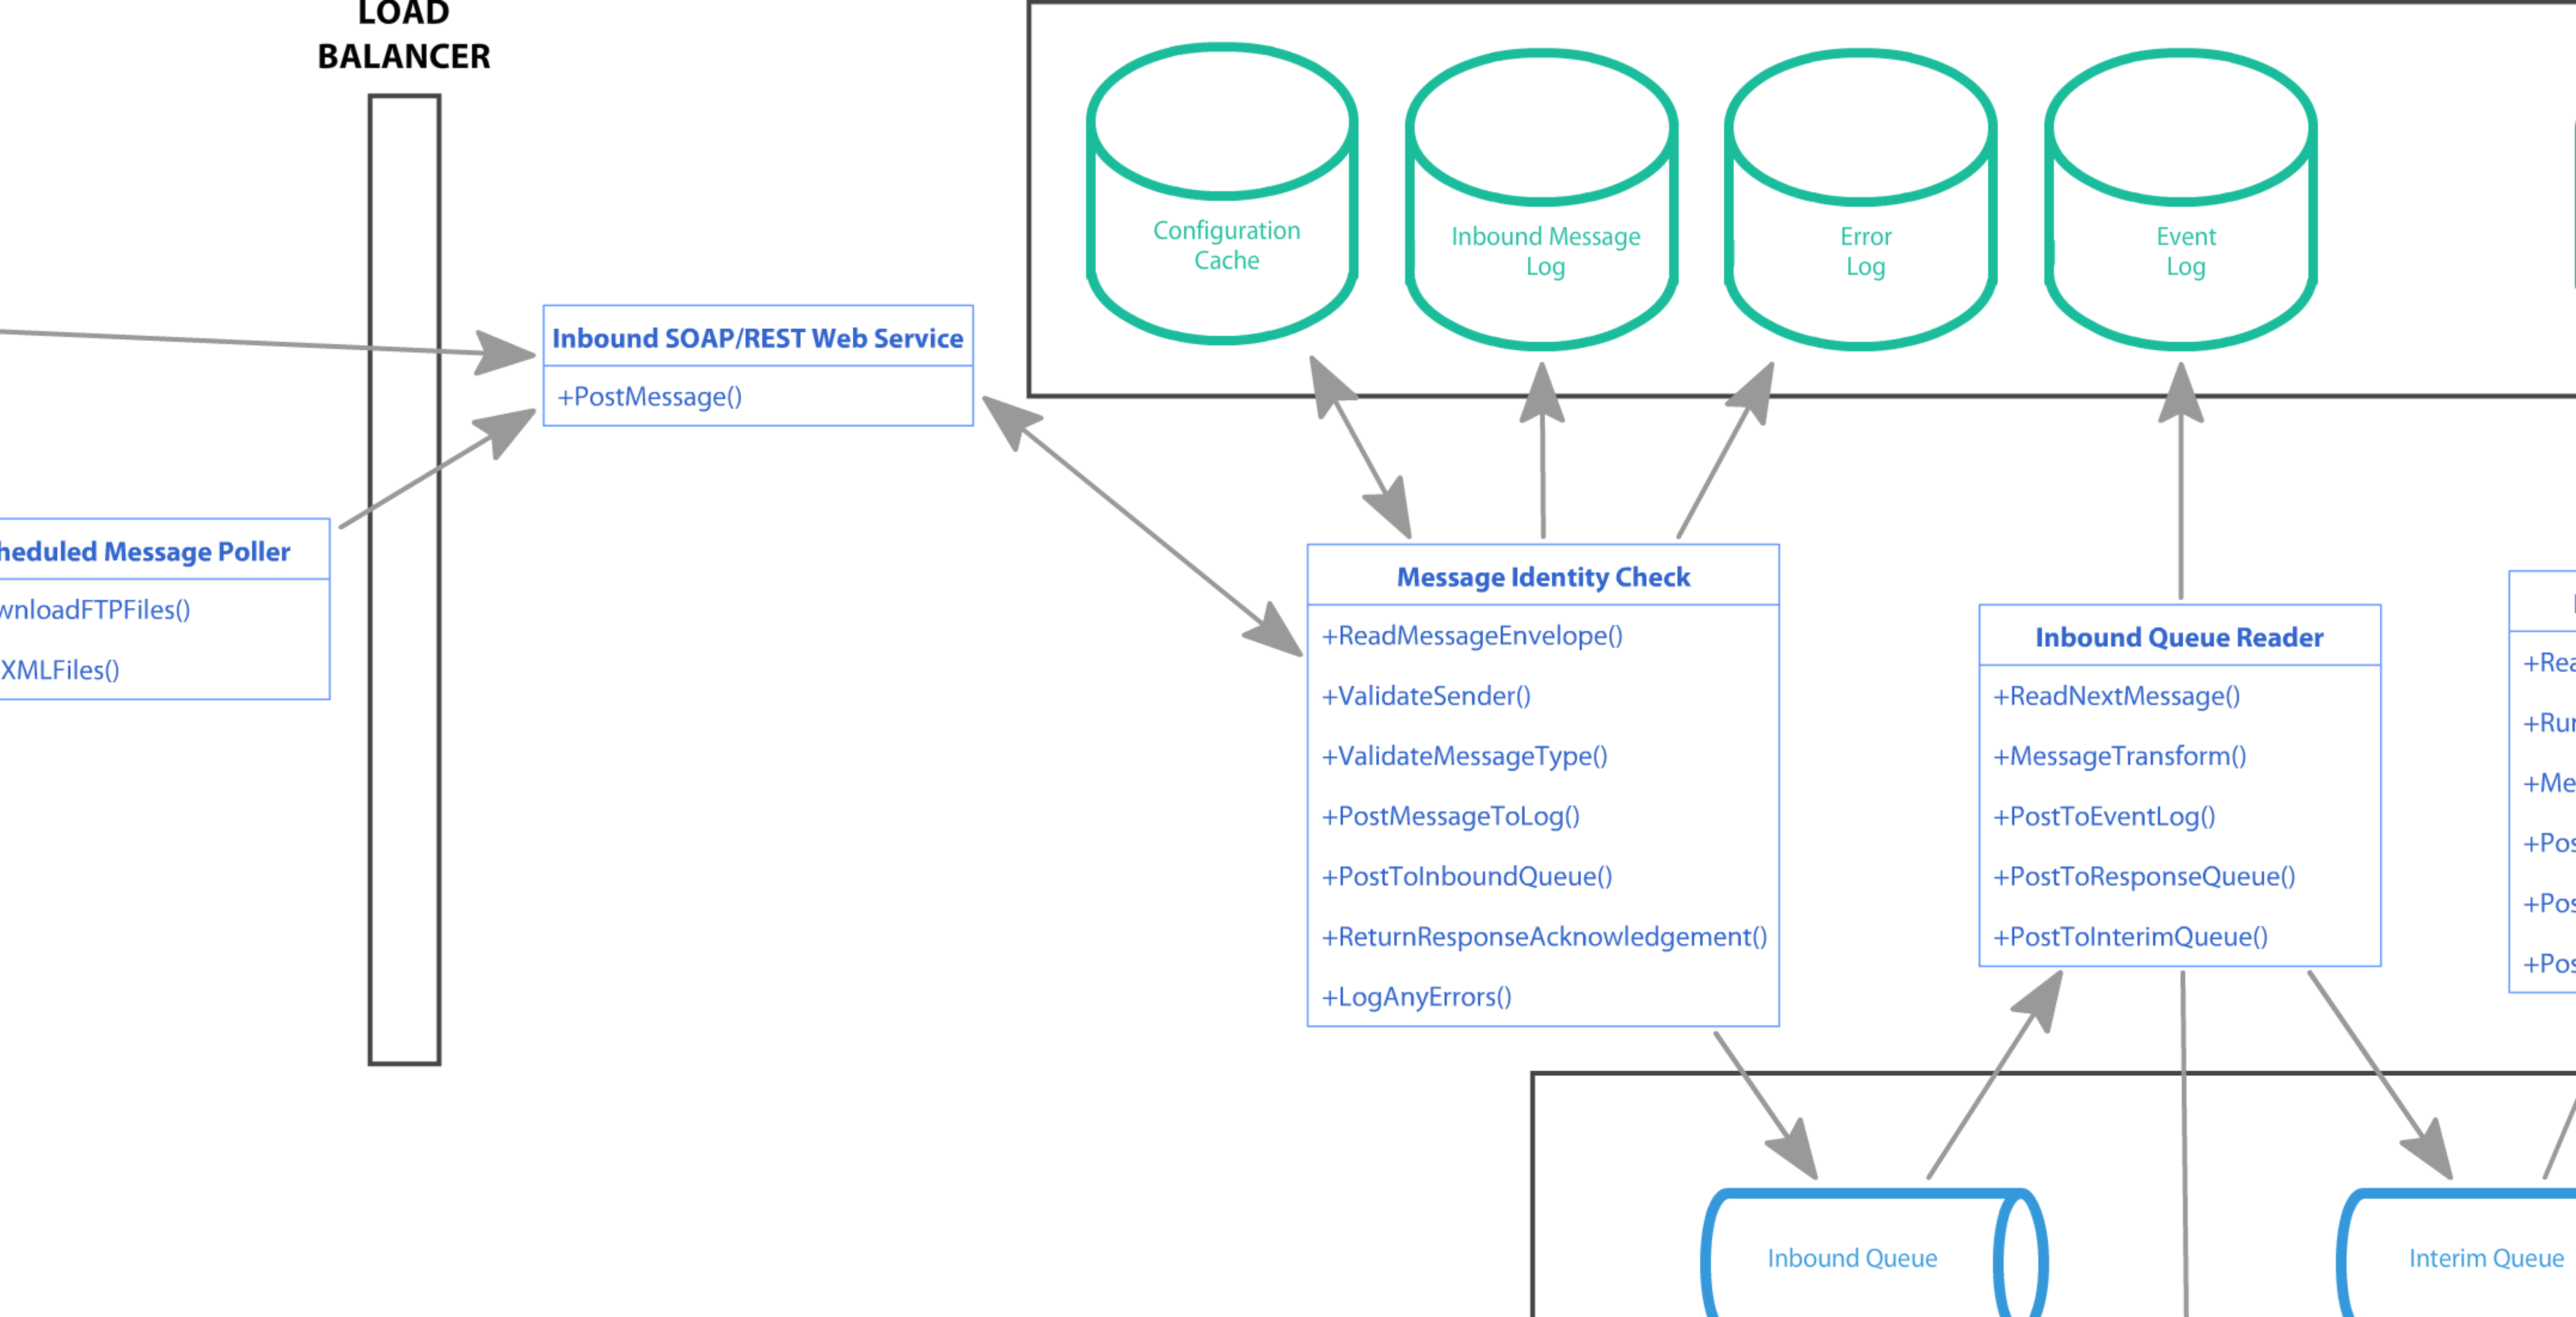 LOAD
BALANCER
Configuration
Cache
Inbound Message
Log
Error
Log
Event
Log
Inbound SOAP/REST Web Service
+PostMessage()
heduled Message Poller
wnloadFTPFiles()
XMLFiles()
Message Identity Check
+ReadMessageEnvelope()
+ValidateSender()
+ValidateMessageType()
+PostMessageToLog()
+PostToInboundQueue()
+ReturnResponseAcknowledgement()
+LogAnyErrors()
Inbound Queue Reader
+ReadNextMessage()
+MessageTransform()
+PostToEventLog()
+PostToResponseQueue()
+PostToInterimQueue()
+Rea
+Rur
+Me
+Pos
+Pos
+Pos
Inbound Queue
Interim Queue